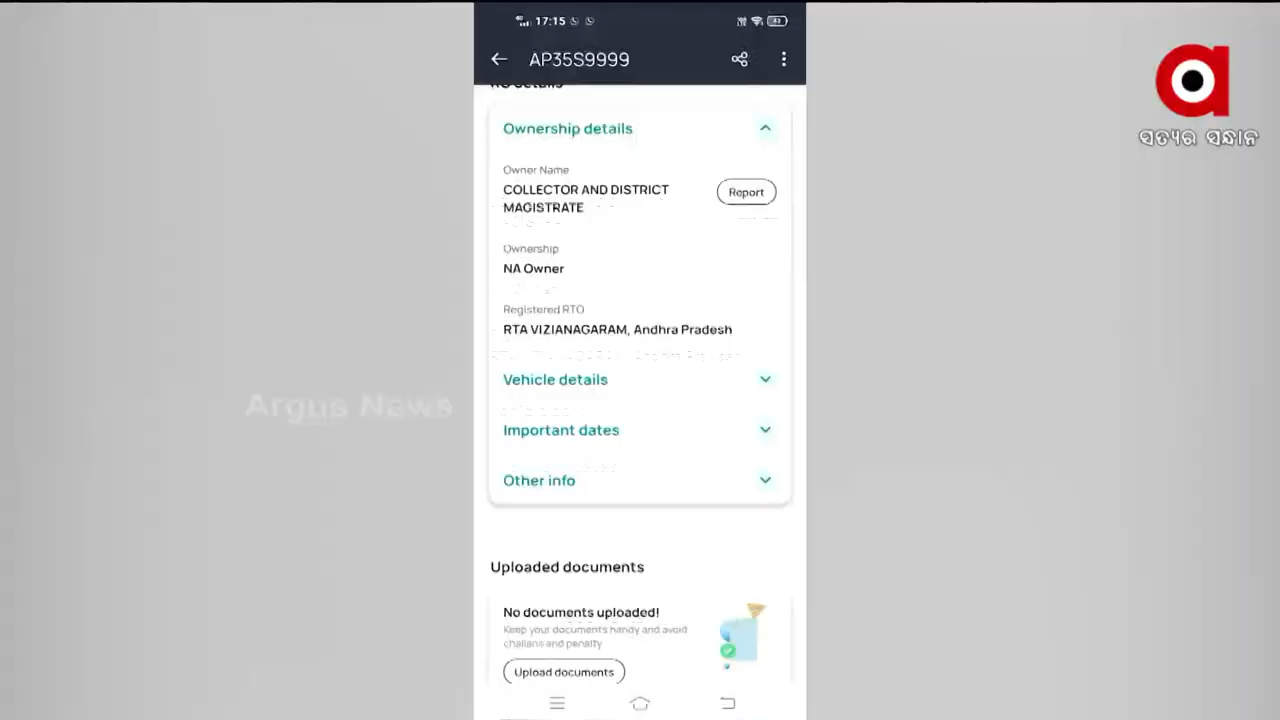 17:15
AP35S9999
RC Details
Ownership details
Owner Name
COLLECTOR AND DISTRICT
MAGISTRATE
Report
Ownership
NA Owner
Registered RTO
RTA VIZIANAGARAM, Andhra Pradesh
Vehicle details
Important dates
Other info
Uploaded documents
No documents uploaded!
Keep your documents handy and avoid
challans and penalty
Upload documents
Argus News
ସତ୍ୟର ସନ୍ଧାନ